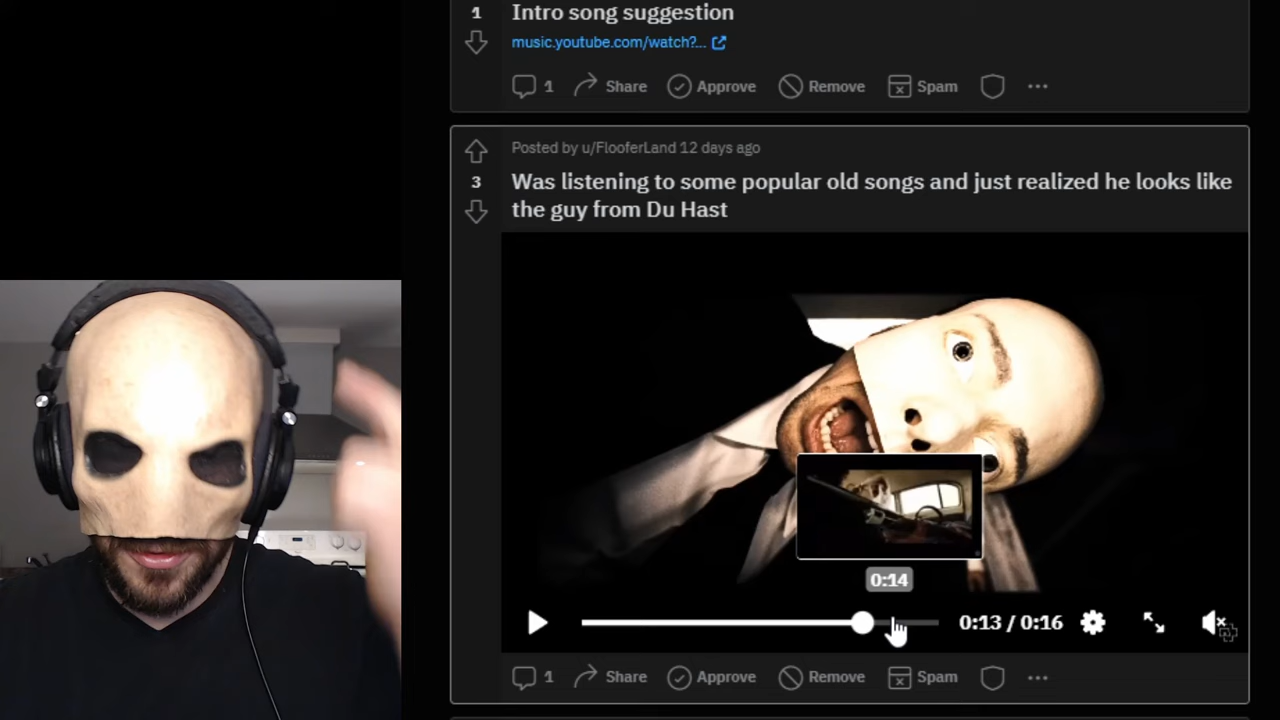 1
Intro song suggestion
music.youtube.com/watch?...
1 Share Approve Remove Spam
Posted by u/FlooferLand 12 days ago
3
Was listening to some popular old songs and just realized he looks like
the guy from Du Hast
0:14
0:13 / 0:16
1 Share Approve Remove Spam